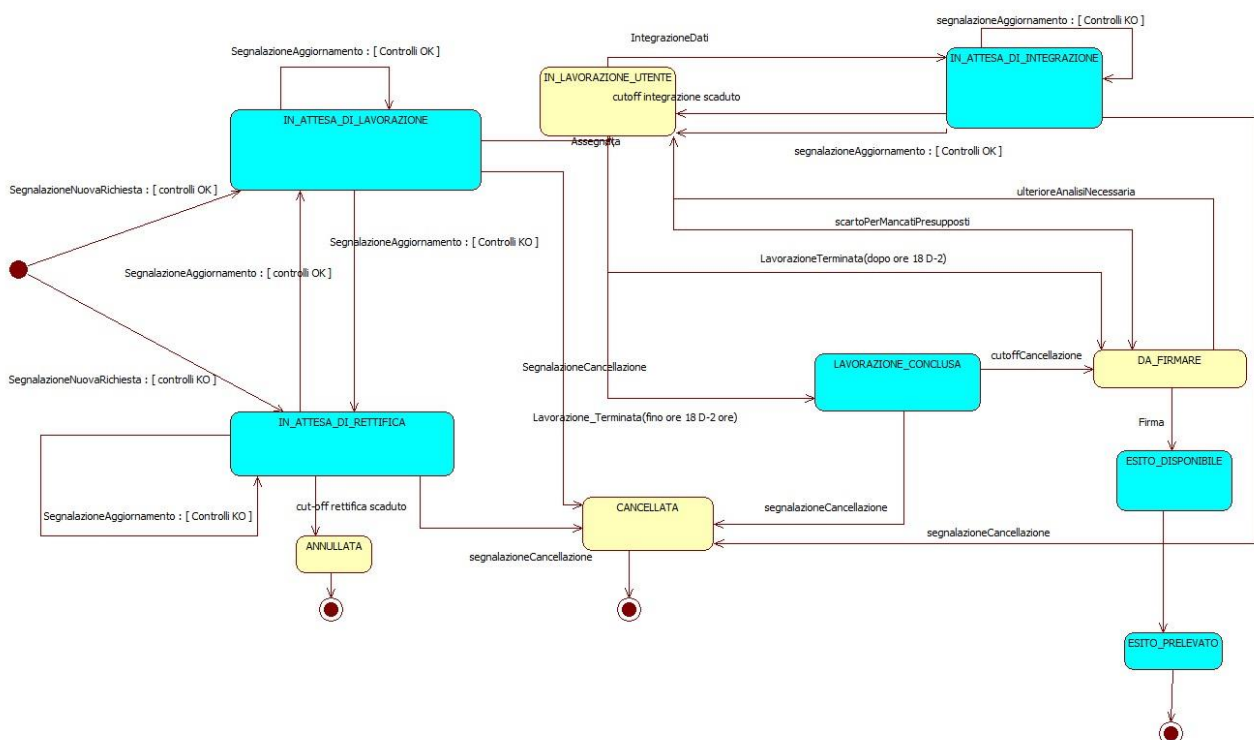 segnalazioneAggiornamento : [ Controlli KO ]
IntegrazioneDati
SegnalazioneAggiornamento : [ Controlli OK ]
IN_ATTESA_DI_INTEGRAZIONE
IN_LAVORAZIONE_UTENTE
cutoff integrazione scaduto
IN_ATTESA_DI_LAVORAZIONE
Assegnata
segnalazioneAggiornamento : [ Controlli OK ]
SegnalazioneNuovaRichiesta : [ controlli OK ]
ulterioreAnalisiNecessaria
scartoPerMancatiPresupposti
SegnalazioneAggiornamento : [ Controlli KO ]
LavorazioneTerminata(dopo ore 18 D-2)
SegnalazioneAggiornamento : [ controlli OK ]
cutoffCancellazione
LAVORAZIONE_CONCLUSA
DA_FIRMARE
SegnalazioneCancellazione
SegnalazioneNuovaRichiesta : [ controlli KO ]
Lavorazione_Terminata(fino ore 18 D-2 ore)
IN_ATTESA_DI_RETTIFICA
Firma
ESITO_DISPONIBILE
cut-off rettifica scaduto
CANCELLATA
segnalazioneCancellazione
SegnalazioneAggiornamento : [ Controlli KO ]
segnalazioneCancellazione
ANNULLATA
segnalazioneCancellazione
ESITO_PRELEVATO